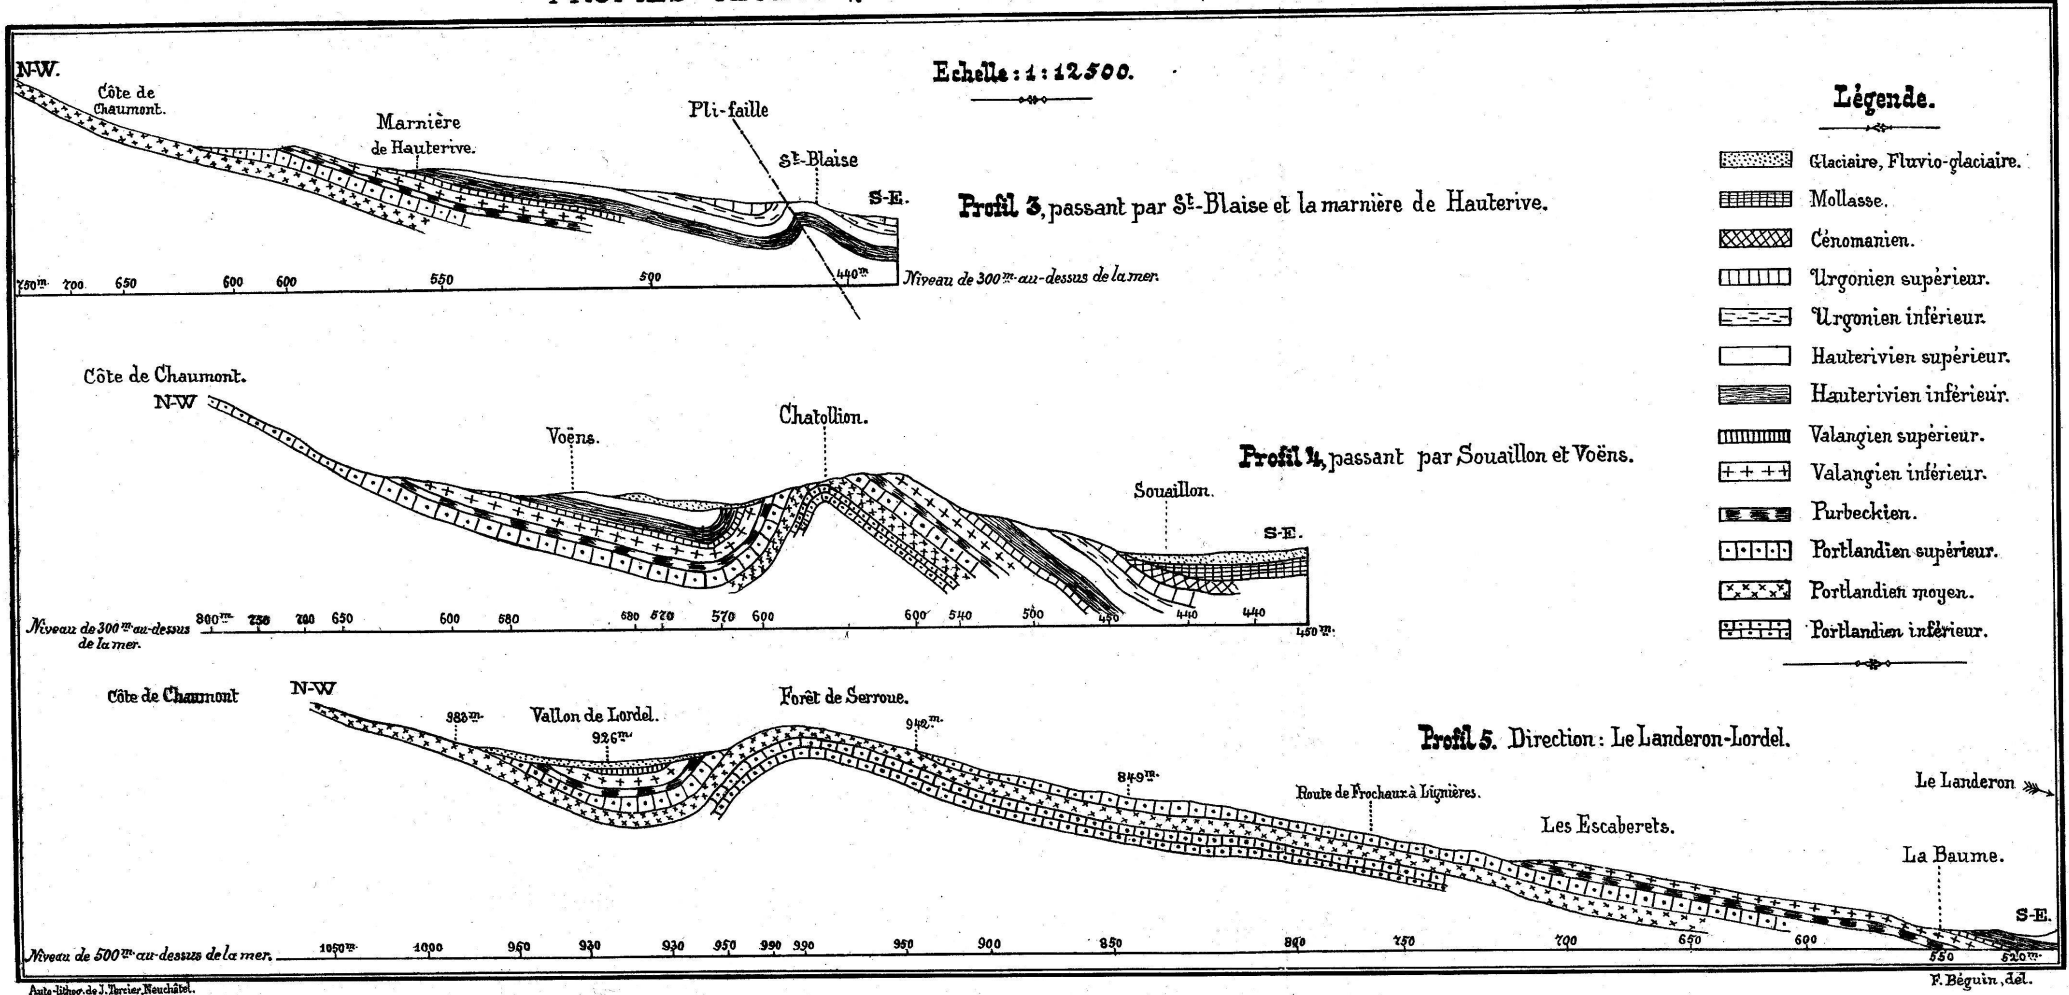 Echelle: 1:12500.
N-W.
Côte de
Chaumont.
Marnière
de Hauterive.
Pli-faille
St-Blaise
S-E.
Profil 3, passant par St-Blaise et la marnière de Hauterive.
750m. 700. 650 600 600 550 500 440m
Niveau de 300m. au-dessus de la mer.
Côte de Chaumont.
N-W
Voëns.
Chatollion.
Profil 4, passant par Souaillon et Voëns.
Souaillon.
S-E.
Niveau de 300m. au-dessus
de la mer.
800m. 750 700 650 600 580 580 570 570 600 600 540 500 450 440 440
450m.
Côte de Chaumont
N-W
983m.
Vallon de Lordel.
926m.
Forêt de Serroue.
942m.
Profil 5. Direction: Le Landeron-Lordel.
849m.
Route de Frochaux à Lignières.
Les Escaberets.
Le Landeron
La Baume.
S-E.
Niveau de 500m. au-dessus de la mer.
1050m. 1000 960 930 930 950 990 990 950 900 850 800 750 700 650 600 550 520m.
Légende.
Glaciaire, Fluvio-glaciaire.
Mollasse.
Cénomanien.
Urgonien supérieur.
Urgonien inférieur.
Hauterivien supérieur.
Hauterivien inférieur.
Valangien supérieur.
Valangien inférieur.
Purbeckien.
Portlandien supérieur.
Portlandien moyen.
Portlandien inférieur.
Auto-lithog. de J. Tercier, Neuchâtel.
F. Béguin, del.